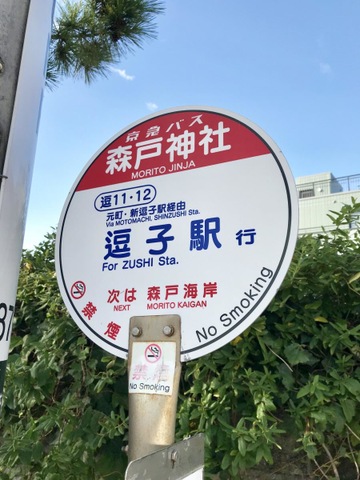 京急バス
森戸神社
MORITO JINJA
逗11・12
元町・新逗子駅経由
Via MOTOMACHI, SHINZUSHI Sta.
逗子駅 行
For ZUSHI Sta.
次は 森戸海岸
NEXT MORITO KAIGAN
禁煙
No Smoking
禁煙
No Smoking